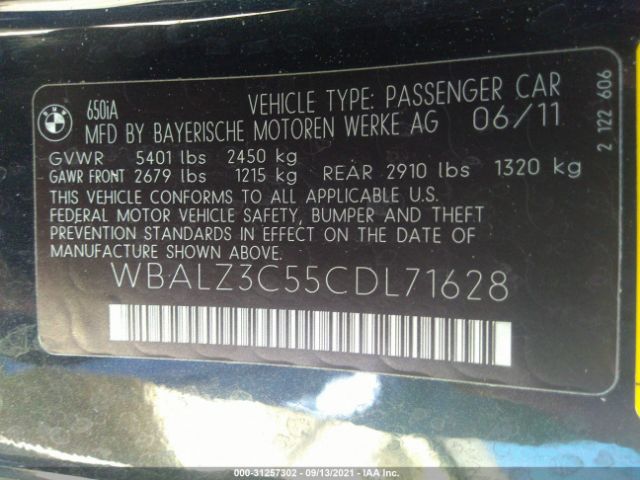 650iA VEHICLE TYPE: PASSENGER CAR
MFD BY BAYERISCHE MOTOREN WERKE AG 06/11
GVWR 5401 lbs 2450 kg
GAWR FRONT 2679 lbs 1215 kg REAR 2910 lbs 1320 kg
THIS VEHICLE CONFORMS TO ALL APPLICABLE U.S.
FEDERAL MOTOR VEHICLE SAFETY, BUMPER AND THEFT
PREVENTION STANDARDS IN EFFECT ON THE DATE OF
MANUFACTURE SHOWN ABOVE.
WBALZ3C55CDL71628
2 122 606
000-31257302 - 09/13/2021 - IAA Inc.